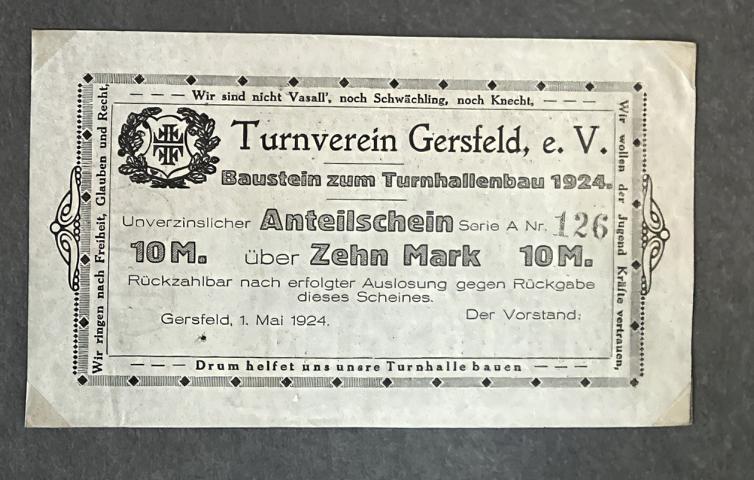 Wir sind nicht Vasall', noch Schwächling, noch Knecht,
Wir ringen nach Freiheit, Glauben und Recht,
Wir wollen der Jugend Kräfte vertrauen,
Turnverein Gersfeld, e. V.
Baustein zum Turnhallenbau 1924.
Unverzinslicher Anteilschein Serie A Nr. 126
10 M. über Zehn Mark 10 M.
Rückzahlbar nach erfolgter Auslosung gegen Rückgabe
dieses Scheines.
Gersfeld, 1. Mai 1924.
Der Vorstand:
Drum helfet uns unsre Turnhalle bauen